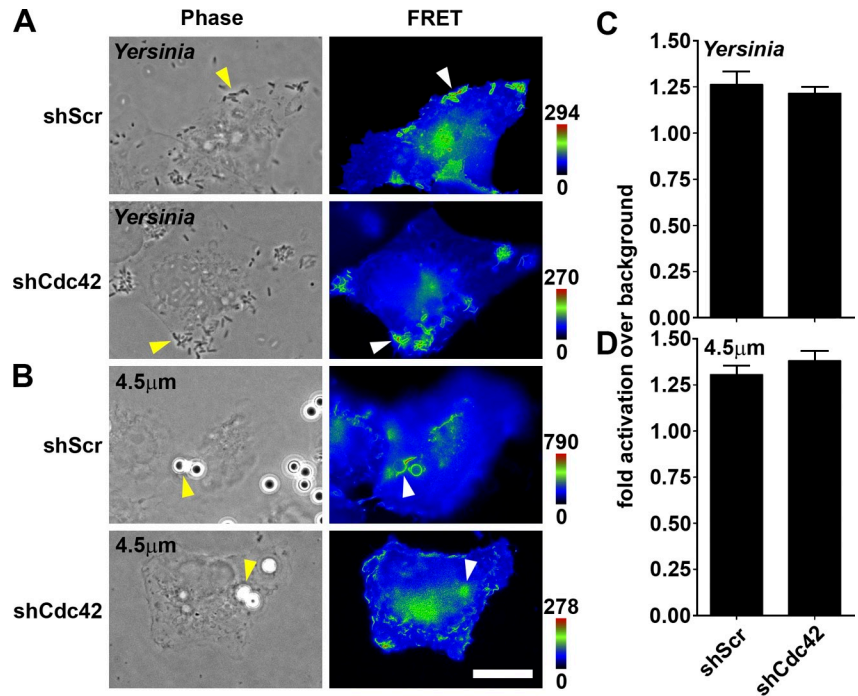 Phase
FRET
A
Yersinia
shScr
294
0
Yersinia
shCdc42
270
0
B
4.5μm
shScr
790
0
4.5μm
shCdc42
278
0
C
Yersinia
1.50
1.25
1.00
0.75
0.50
0.25
0.00
fold activation over background
D
4.5μm
1.50
1.25
1.00
0.75
0.50
0.25
0.00
shScr
shCdc42